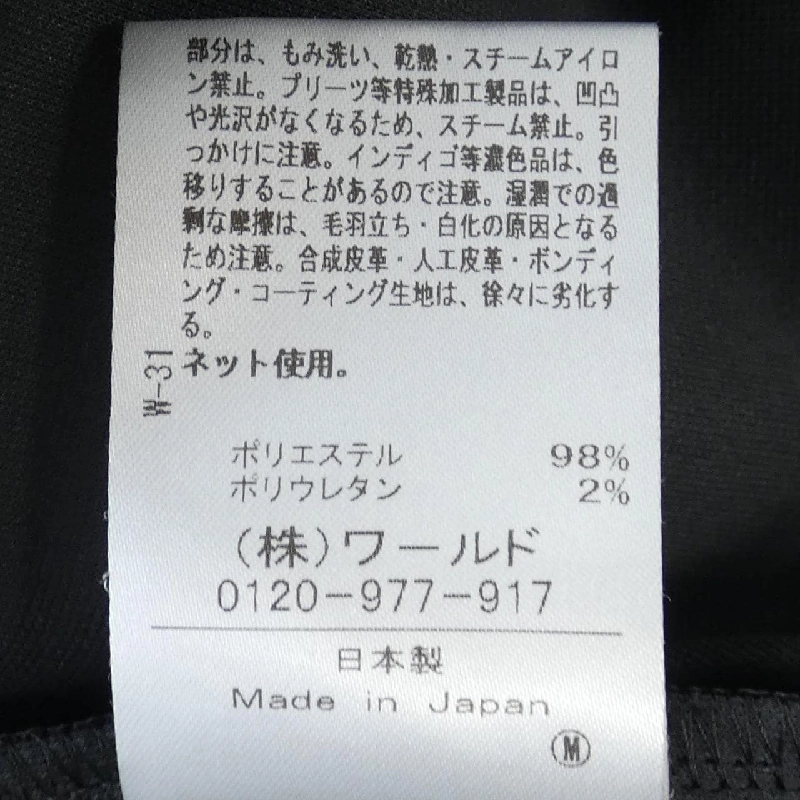 部分は、もみ洗い、乾熱・スチームアイロ
ン禁止。プリーツ等特殊加工製品は、凹凸
や光沢がなくなるため、スチーム禁止。引
っかけに注意。インディゴ等濃色品は、色
移りすることがあるので注意。湿潤での過
剰な摩擦は、毛羽立ち・白化の原因となる
ため注意。合成皮革・人工皮革・ボンディ
ング・コーティング生地は、徐々に劣化す
る。
ネット使用。
W-31
ポリエステル 98%
ポリウレタン 2%
(株)ワールド
0120-977-917
日本製
Made in Japan
M